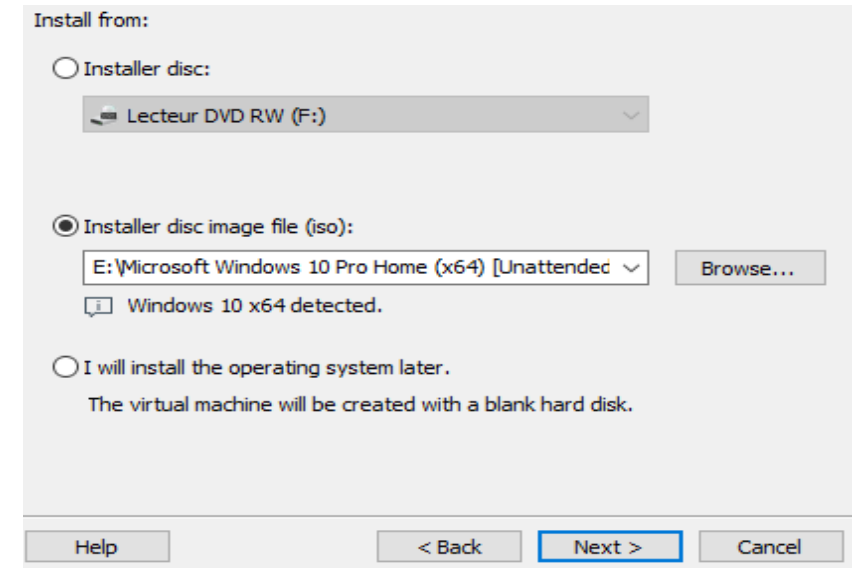 Install from:
Installer disc:
Lecteur DVD RW (F:)
Installer disc image file (iso):
E:\Microsoft Windows 10 Pro Home (x64) [Unattended
Browse...
Windows 10 x64 detected.
I will install the operating system later.
The virtual machine will be created with a blank hard disk.
Help
< Back
Next >
Cancel